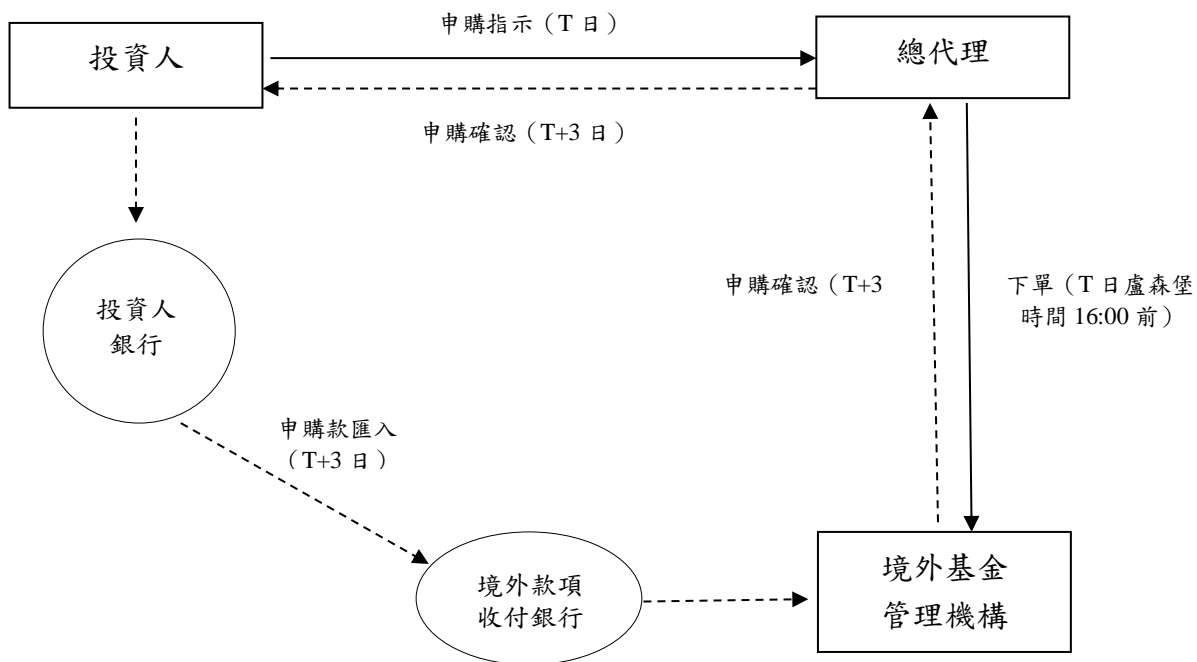 申購指示（T 日）
投資人
總代理
申購確認（T+3 日）
申購確認（T+3
下單（T 日盧森堡
時間 16:00 前）
投資人
銀行
申購款匯入
（T+3 日）
境外款項
收付銀行
境外基金
管理機構